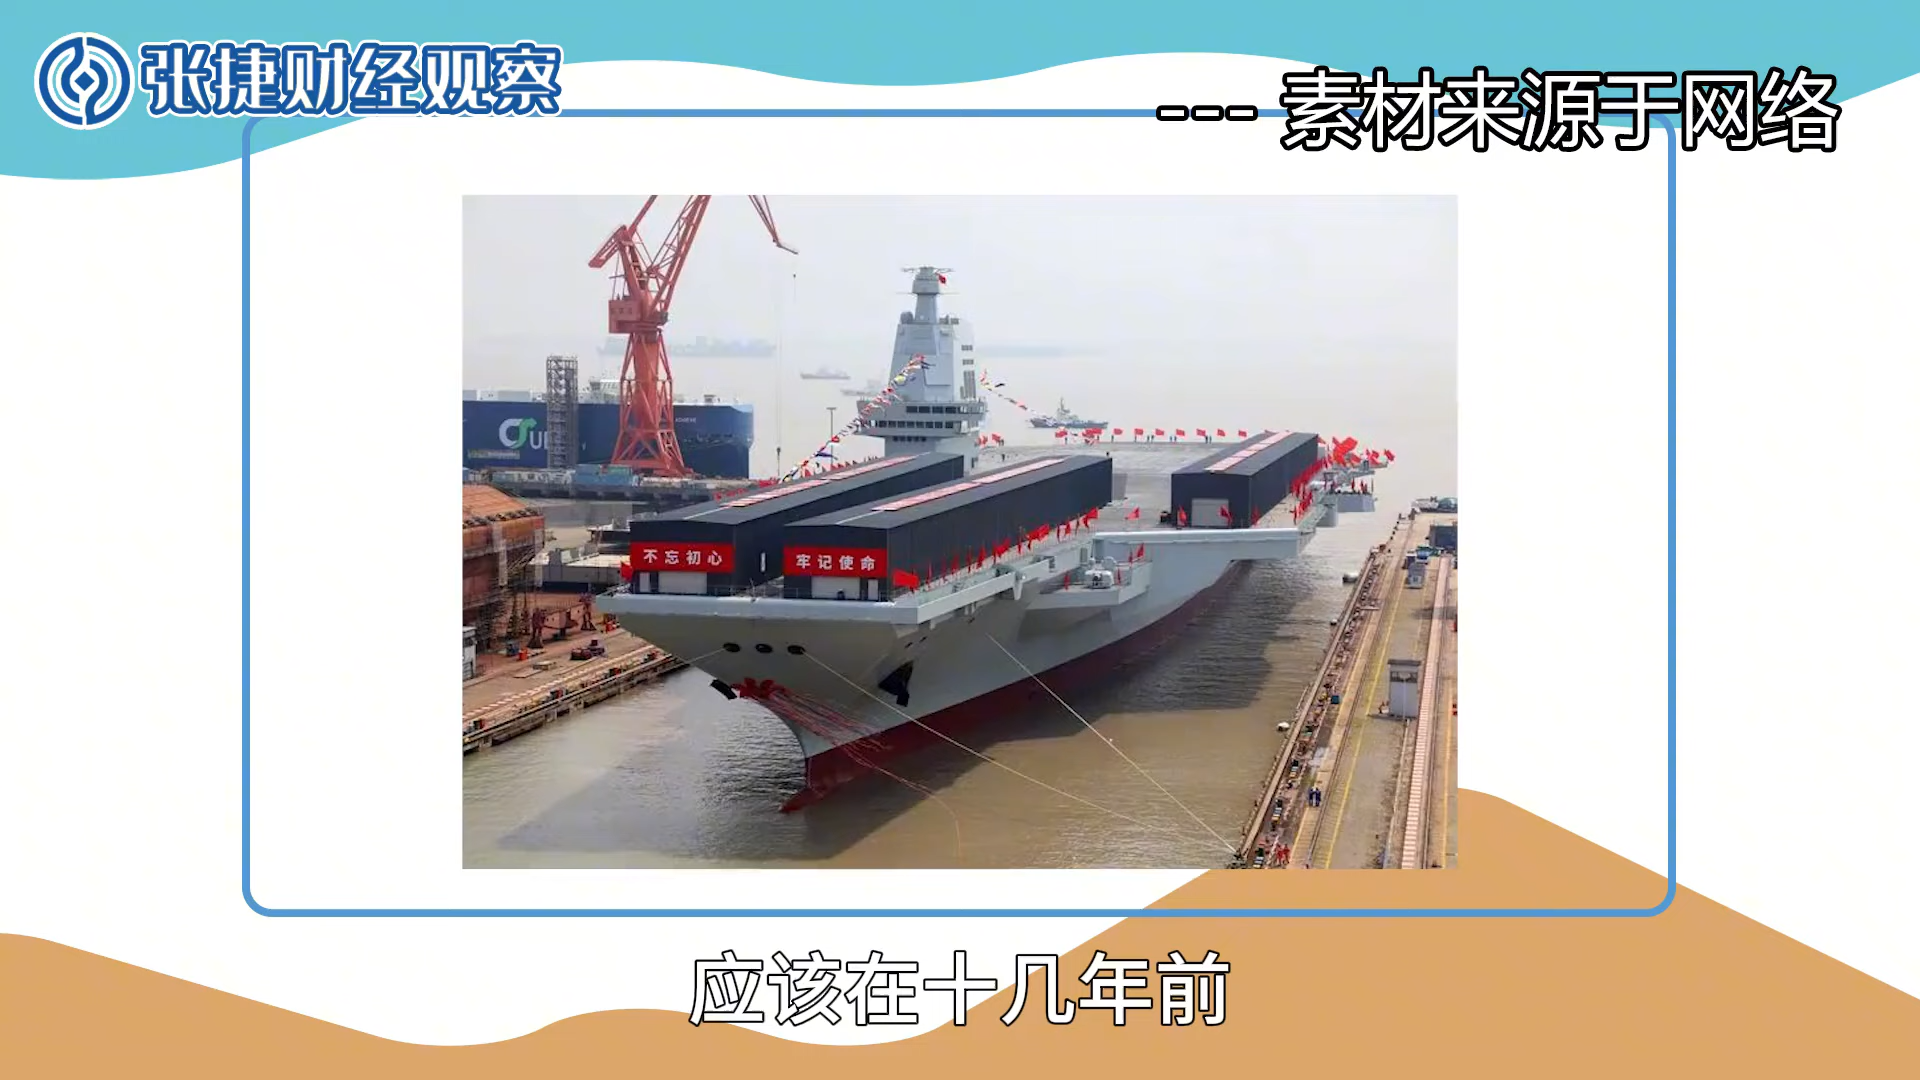 张捷财经观察
--- 素材来源于网络
不忘初心
牢记使命
应该在十几年前